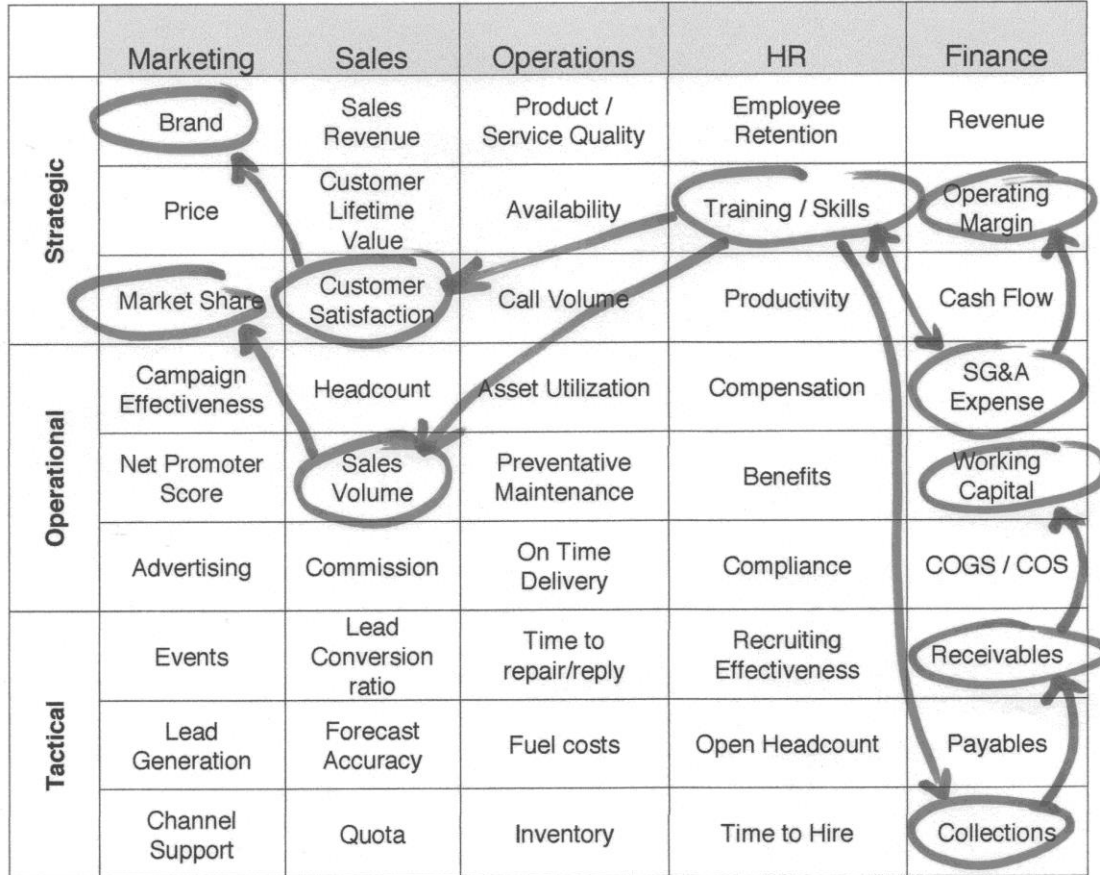 Marketing Sales Operations HR Finance
Strategic
Brand
Sales
Revenue
Product /
Service Quality
Employee
Retention
Revenue
Price
Customer
Lifetime
Value
Availability
Training / Skills
Operating
Margin
Market Share
Customer
Satisfaction
Call Volume
Productivity
Cash Flow
Operational
Campaign
Effectiveness
Headcount
Asset Utilization
Compensation
SG&A
Expense
Net Promoter
Score
Sales
Volume
Preventative
Maintenance
Benefits
Working
Capital
Advertising
Commission
On Time
Delivery
Compliance
COGS / COS
Tactical
Events
Lead
Conversion
ratio
Time to
repair/reply
Recruiting
Effectiveness
Receivables
Lead
Generation
Forecast
Accuracy
Fuel costs
Open Headcount
Payables
Channel
Support
Quota
Inventory
Time to Hire
Collections